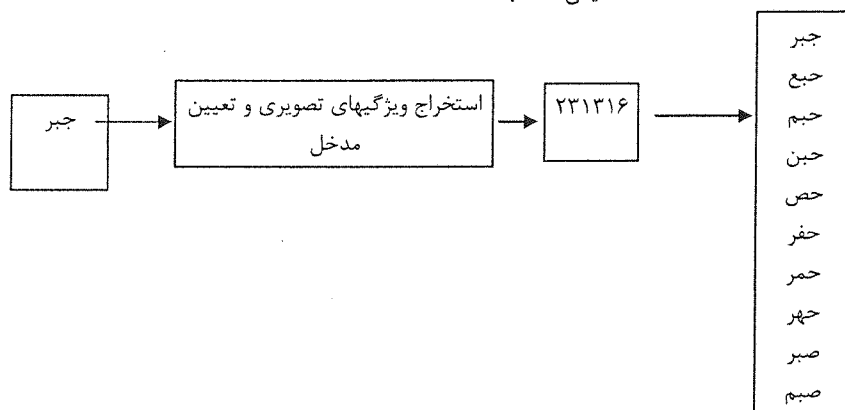 جبر
استخراج ویژگیهای تصویری و تعیین
مدخل
۲۳۱۳۱۶
جبر
حبع
حبم
حبن
حص
حفر
حمر
حهر
صبر
صبم